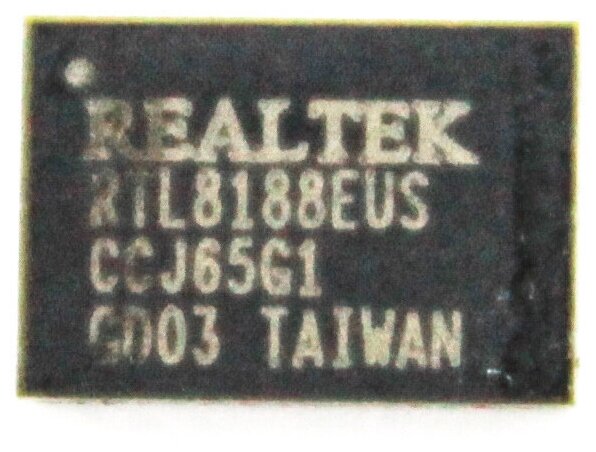 REALTEK
RTL8188EUS
CCJ65G1
GD03 TAIWAN